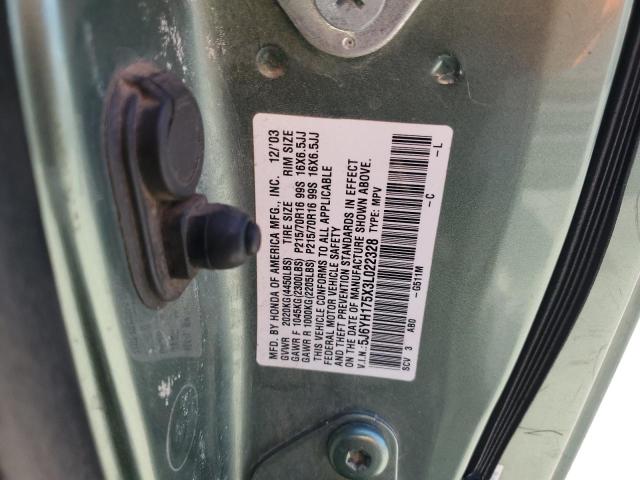 MFD. BY HONDA OF AMERICA MFG., INC. 12/'03
GVWR 2020KG(4450LBS) TIRE SIZE RIM SIZE
GAWR F 1045KG(2300LBS) P215/70R16 99S 16X6.5JJ
GAWR R 1000KG(2205LBS) P215/70R16 99S 16X6.5JJ
THIS VEHICLE CONFORMS TO ALL APPLICABLE
FEDERAL MOTOR VEHICLE SAFETY
AND THEFT PREVENTION STANDARDS IN EFFECT
ON THE DATE OF MANUFACTURE SHOWN ABOVE.
V.I.N.: 5J6YH175X3L022328 TYPE: MPV
SCV 3 AB0 -G511M -C -L